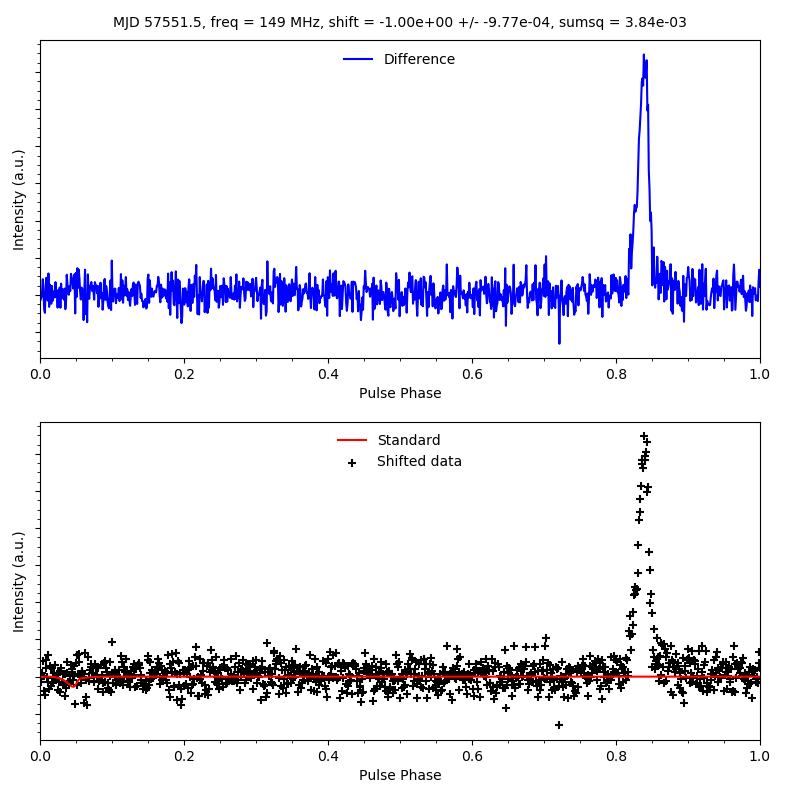 MJD 57551.5, freq = 149 MHz, shift = -1.00e+00 +/- -9.77e-04, sumsq = 3.84e-03
Difference
Intensity (a.u.)
0.0 0.2 0.4 0.6 0.8 1.0
Pulse Phase
Standard
Shifted data
Intensity (a.u.)
0.0 0.2 0.4 0.6 0.8 1.0
Pulse Phase